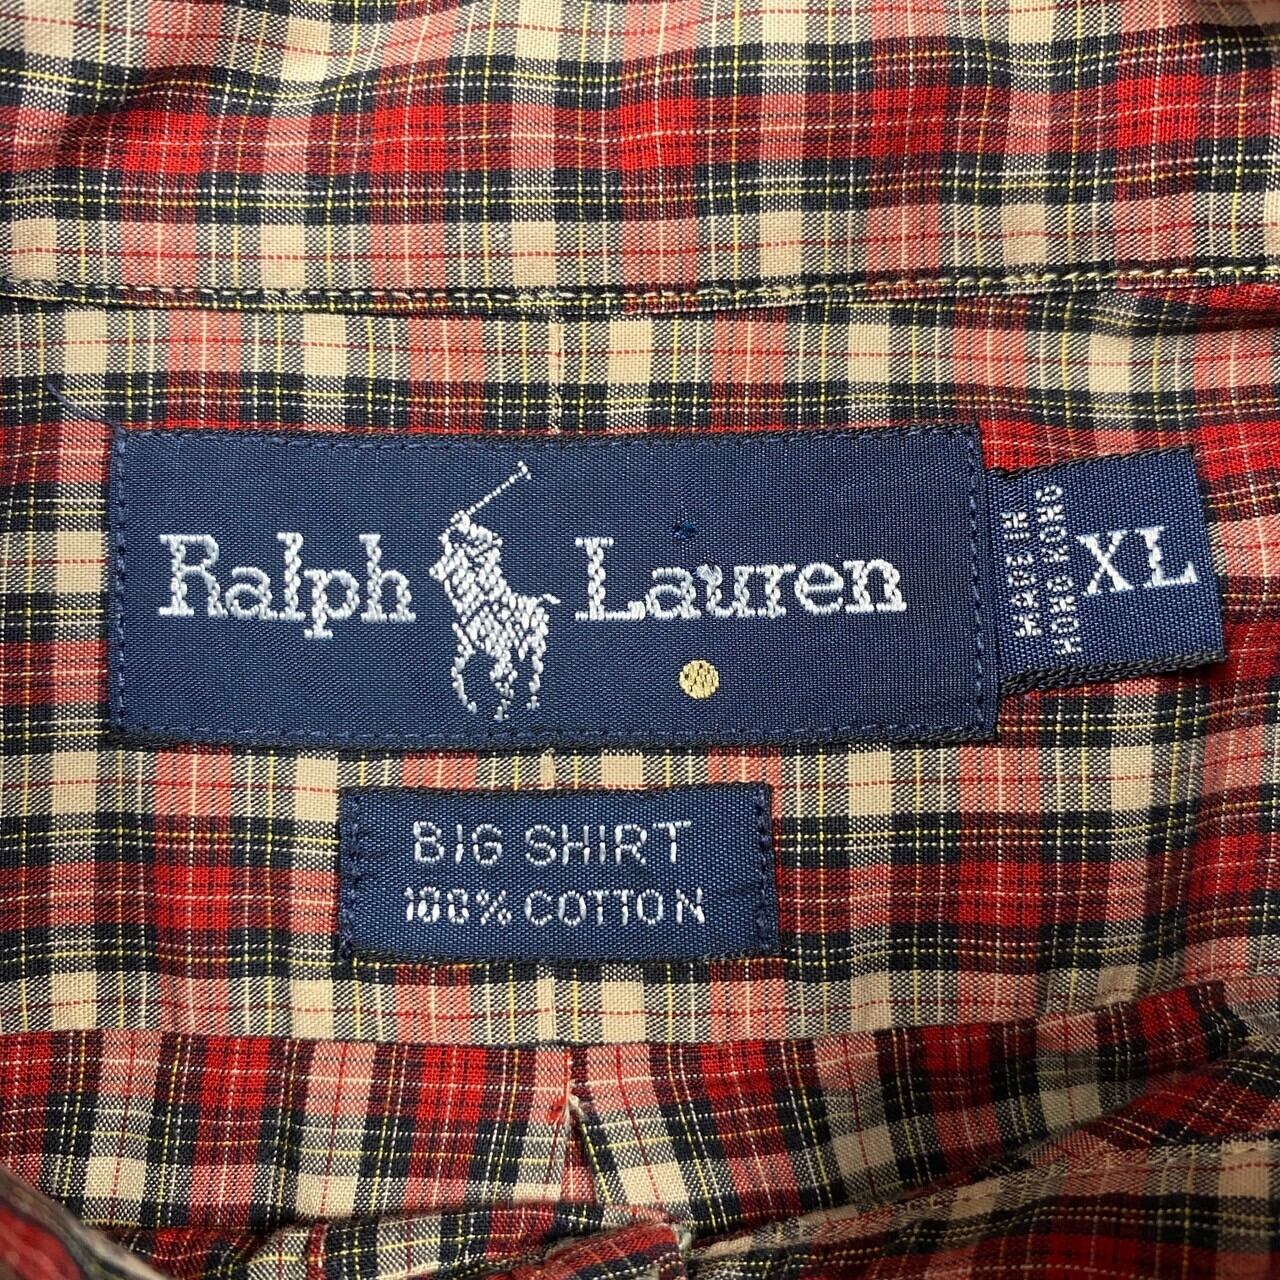 Ralph Lauren
MADE IN
HONG KONG
XL
BIG SHIRT
100% COTTON